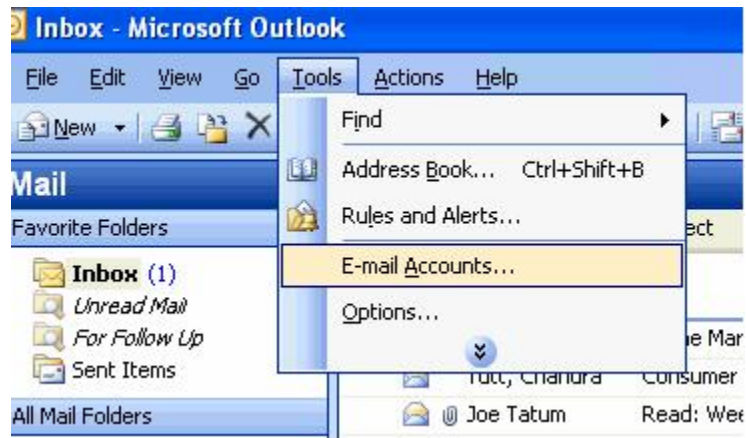 Inbox - Microsoft Outlook
File Edit View Go Tools Actions Help
New
Find
Mail
Address Book... Ctrl+Shift+B
Favorite Folders
Rules and Alerts...
Inbox (1)
E-mail Accounts...
Unread Mail
Options...
For Follow Up
Sent Items
Tutt, Chandra Consumer
All Mail Folders
Joe Tatum Read: Wee